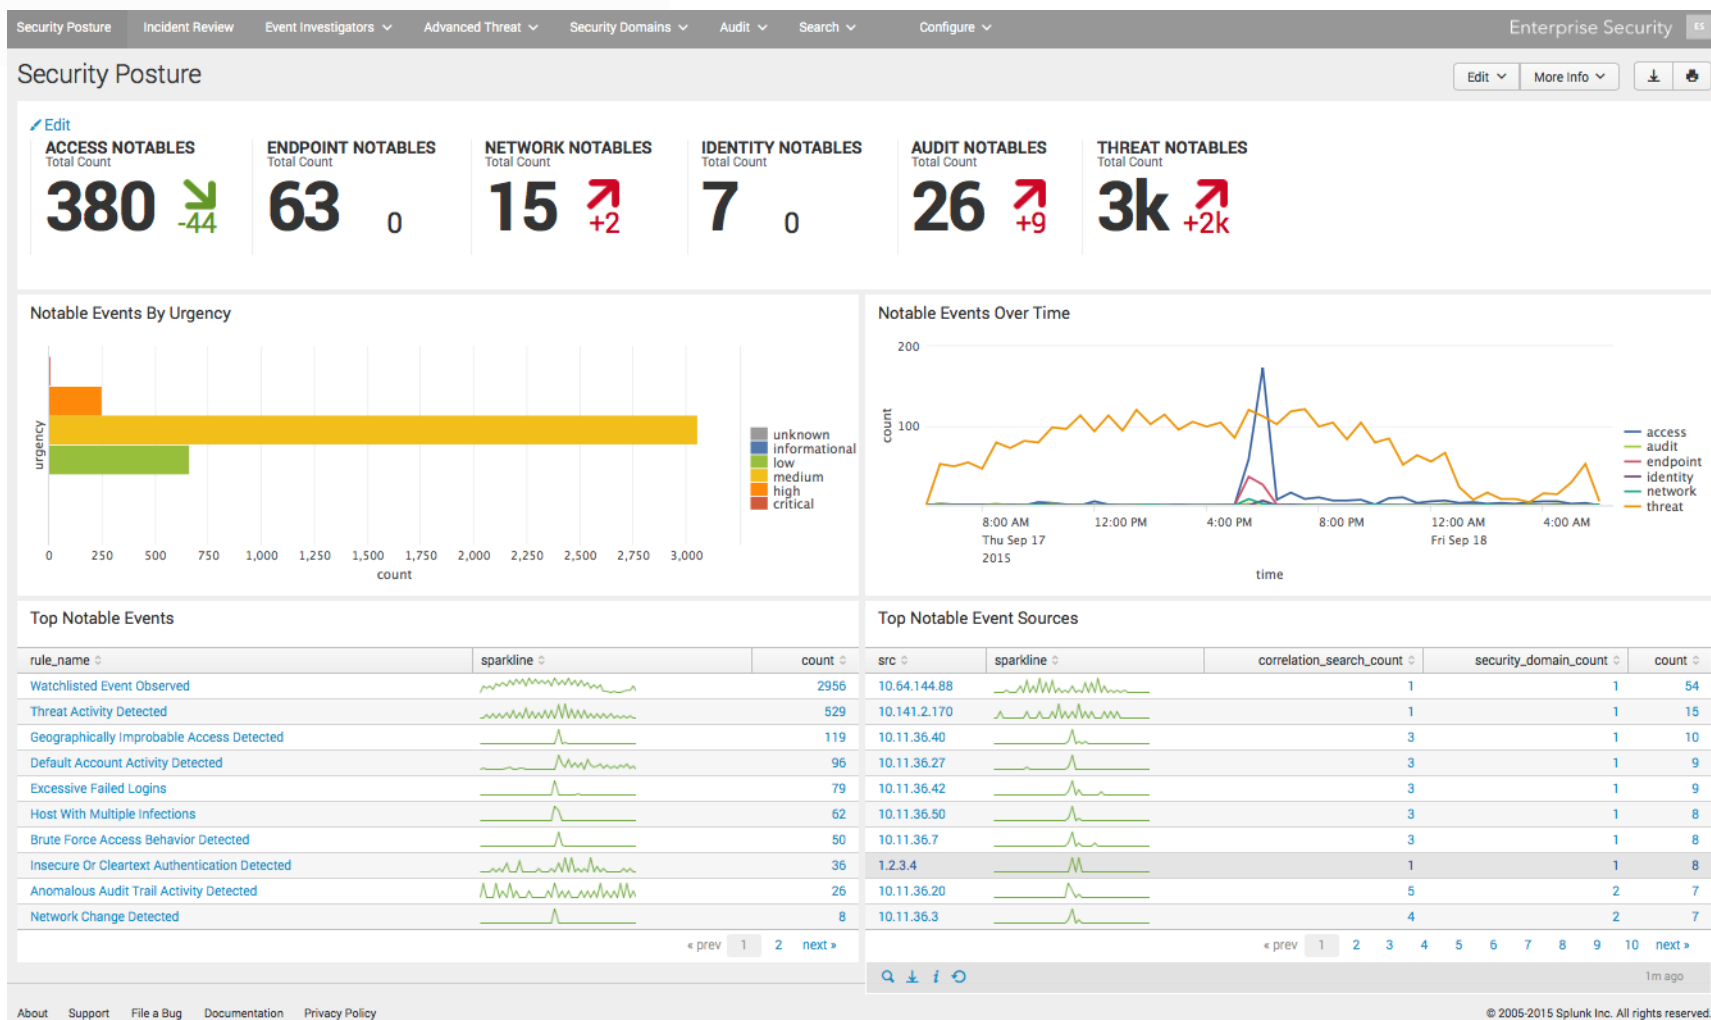 Security Posture Incident Review Event Investigators Advanced Threat Security Domains Audit Search Configure Enterprise Security ES
Security Posture Edit More Info
Edit
ACCESS NOTABLES ENDPOINT NOTABLES NETWORK NOTABLES IDENTITY NOTABLES AUDIT NOTABLES THREAT NOTABLES
Total Count Total Count Total Count Total Count Total Count Total Count
380 -44 63 0 15 +2 7 0 26 +9 3k +2k
Notable Events By Urgency
urgency
unknown
informational
low
medium
high
critical
0 250 500 750 1,000 1,250 1,500 1,750 2,000 2,250 2,500 2,750 3,000
count
Notable Events Over Time
200
100
count
access
audit
endpoint
identity
network
threat
8:00 AM 12:00 PM 4:00 PM 8:00 PM 12:00 AM 4:00 AM
Thu Sep 17 Fri Sep 18
2015
time
Top Notable Events
rule_name sparkline count
Watchlisted Event Observed 2956
Threat Activity Detected 529
Geographically Improbable Access Detected 119
Default Account Activity Detected 96
Excessive Failed Logins 79
Host With Multiple Infections 62
Brute Force Access Behavior Detected 50
Insecure Or Cleartext Authentication Detected 36
Anomalous Audit Trail Activity Detected 26
Network Change Detected 8
« prev 1 2 next »
Top Notable Event Sources
src sparkline correlation_search_count security_domain_count count
10.64.144.88 1 1 54
10.141.2.170 1 1 15
10.11.36.40 3 1 10
10.11.36.27 3 1 9
10.11.36.42 3 1 9
10.11.36.50 3 1 8
10.11.36.7 3 1 8
1.2.3.4 1 1 8
10.11.36.20 5 2 7
10.11.36.3 4 2 7
« prev 1 2 3 4 5 6 7 8 9 10 next »
1m ago
About Support File a Bug Documentation Privacy Policy © 2005-2015 Splunk Inc. All rights reserved.